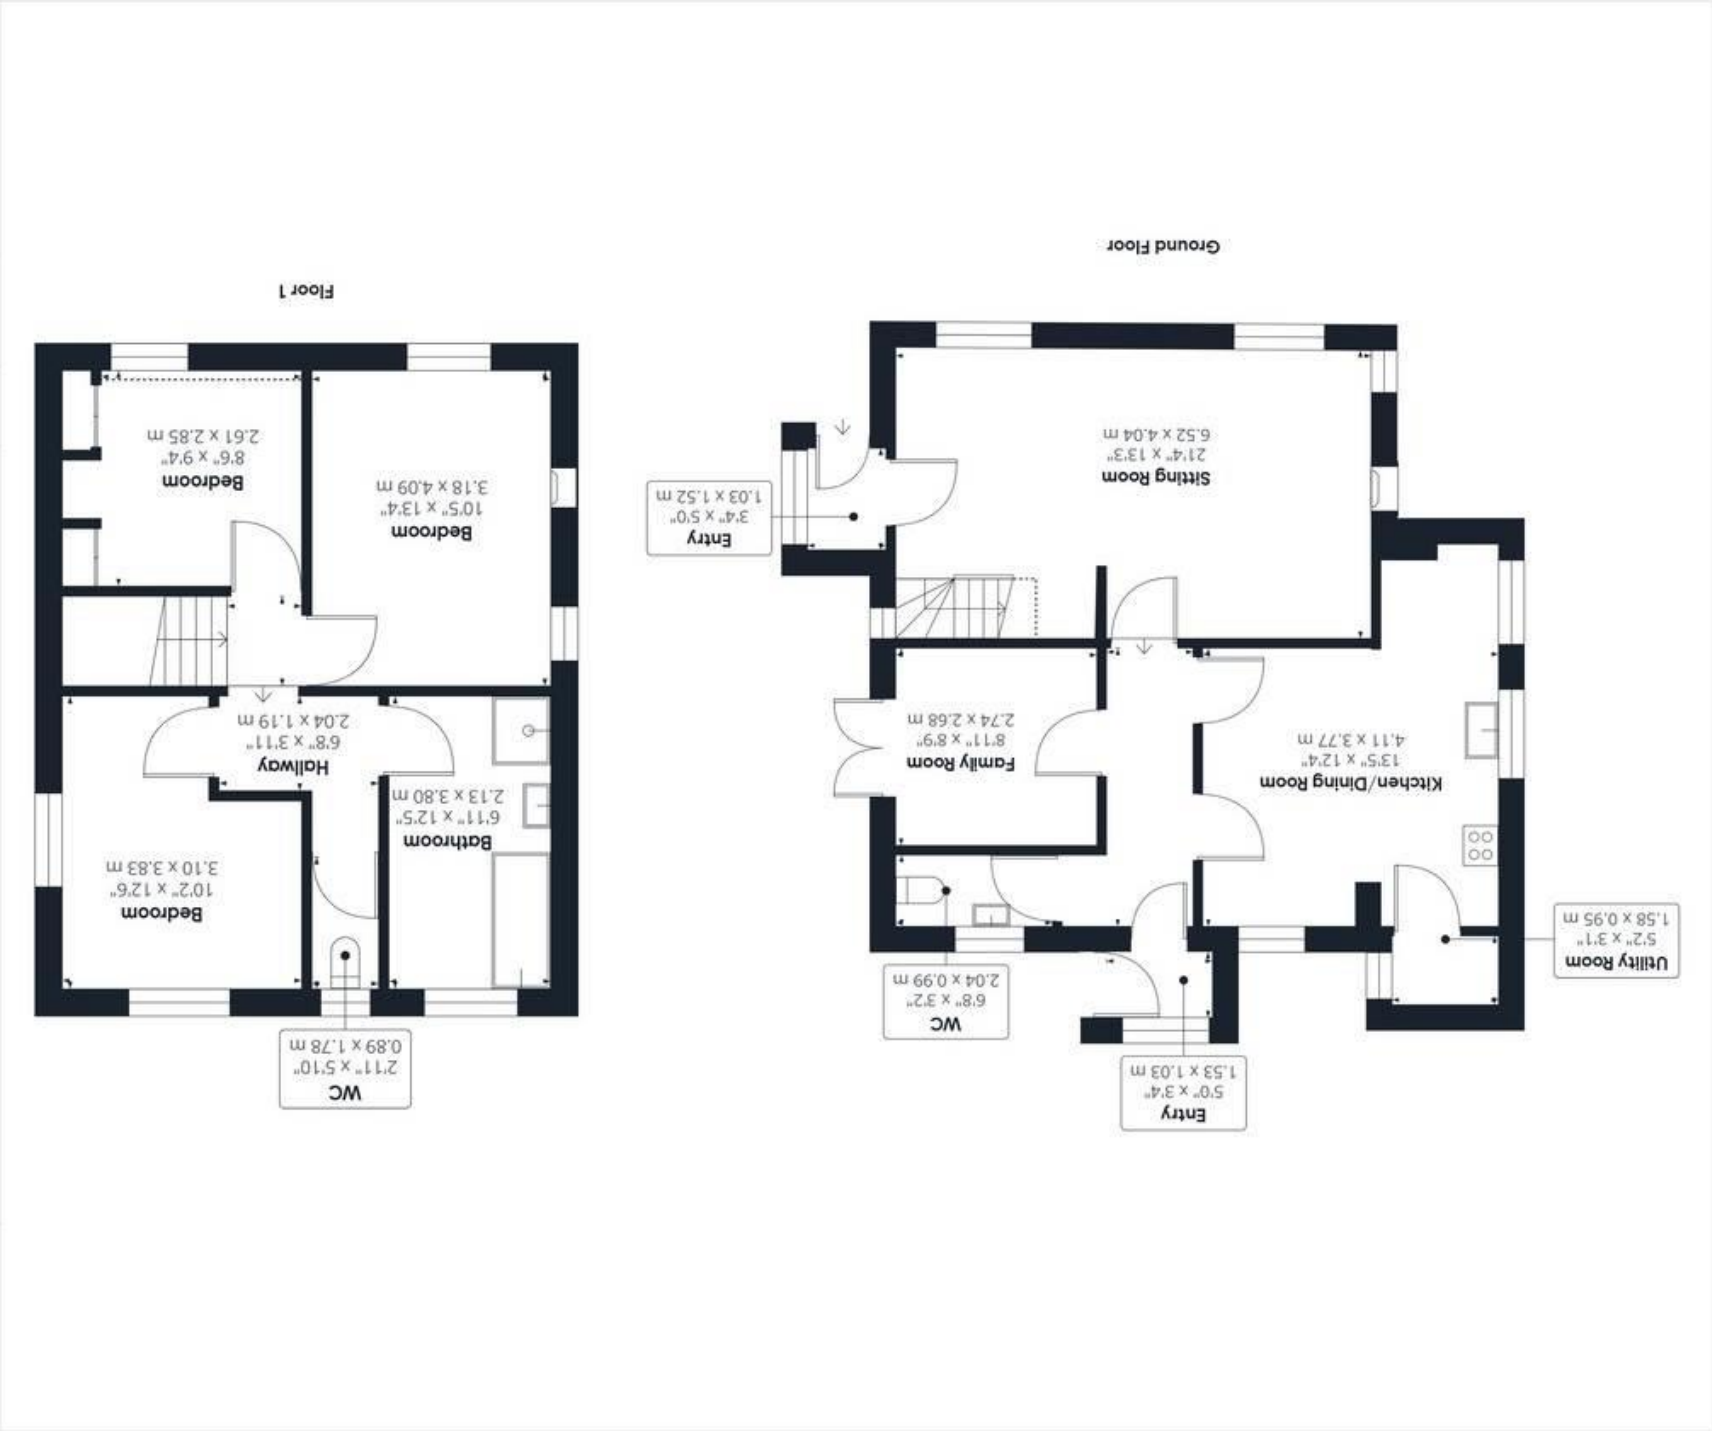 Entry
5'0" x 3'4"
1.53 x 1.03 m
WC
6'8" x 3'2"
2.04 x 0.99 m
Utility Room
5'2" x 3'1"
1.58 x 0.95 m
Kitchen/Dining Room
13'5" x 12'4"
4.11 x 3.77 m
Family Room
8'11" x 8'9"
2.74 x 2.68 m
Entry
3'4" x 5'0"
1.03 x 1.52 m
Sitting Room
21'4" x 13'3"
6.52 x 4.04 m
Ground Floor
WC
2'11" x 5'10"
0.89 x 1.78 m
Bathroom
6'11" x 12'5"
2.13 x 3.80 m
Bedroom
10'2" x 12'6"
3.10 x 3.83 m
Hallway
6'8" x 3'11"
2.04 x 1.19 m
Bedroom
10'5" x 13'4"
3.18 x 4.09 m
Bedroom
8'6" x 9'4"
2.61 x 2.85 m
Floor 1